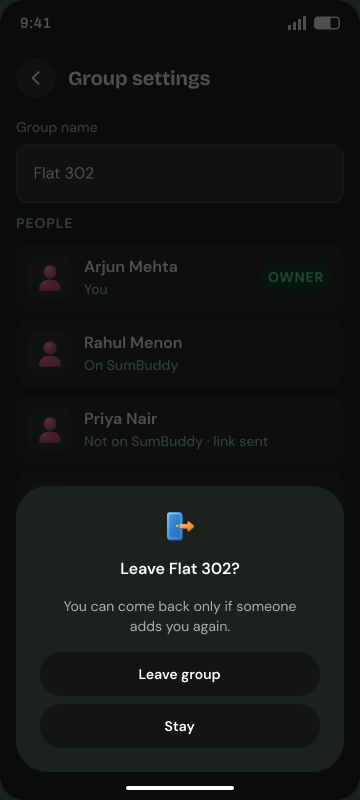 9:41
Group settings
Group name
Flat 302
PEOPLE
Arjun Mehta
You
OWNER
Rahul Menon
On SumBuddy
Priya Nair
Not on SumBuddy · link sent
Leave Flat 302?
You can come back only if someone
adds you again.
Leave group
Stay